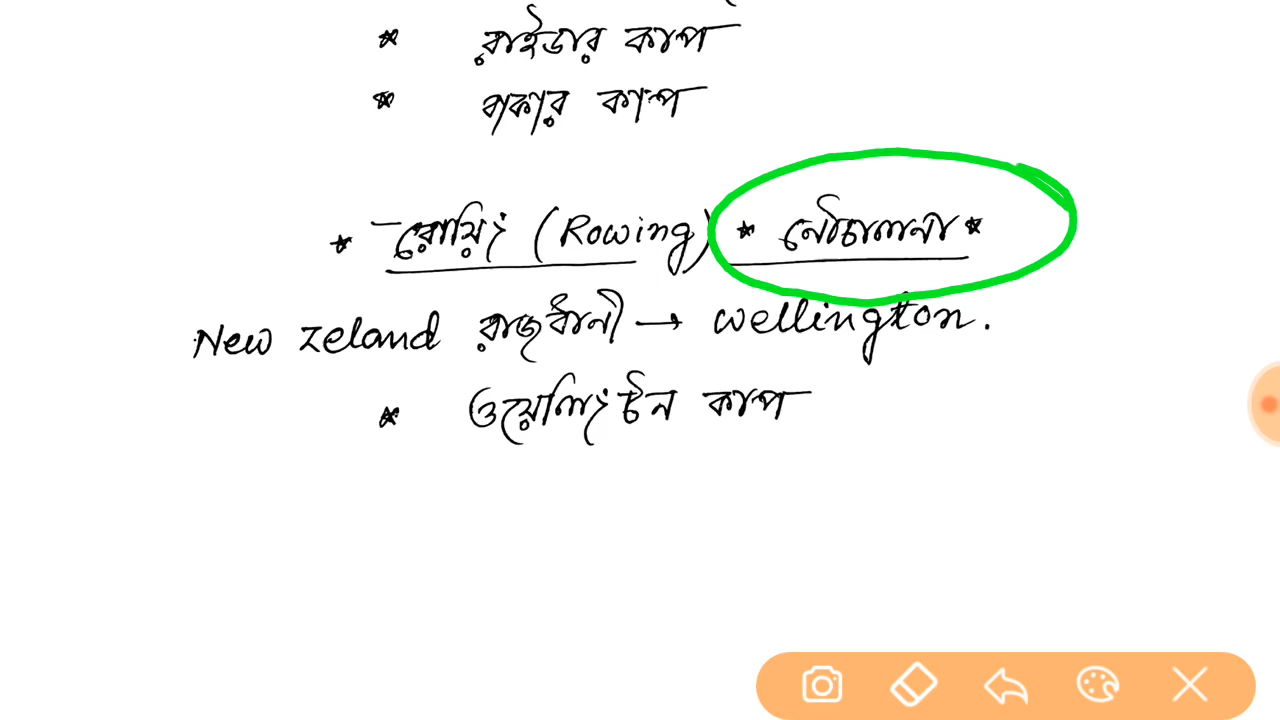 * রাইডার কাপ
* বাকার কাপ
* রোয়িং (Rowing) * নৌচালনা *
New Zeland রাজধানী → wellington.
* ওয়েলিংটন কাপ